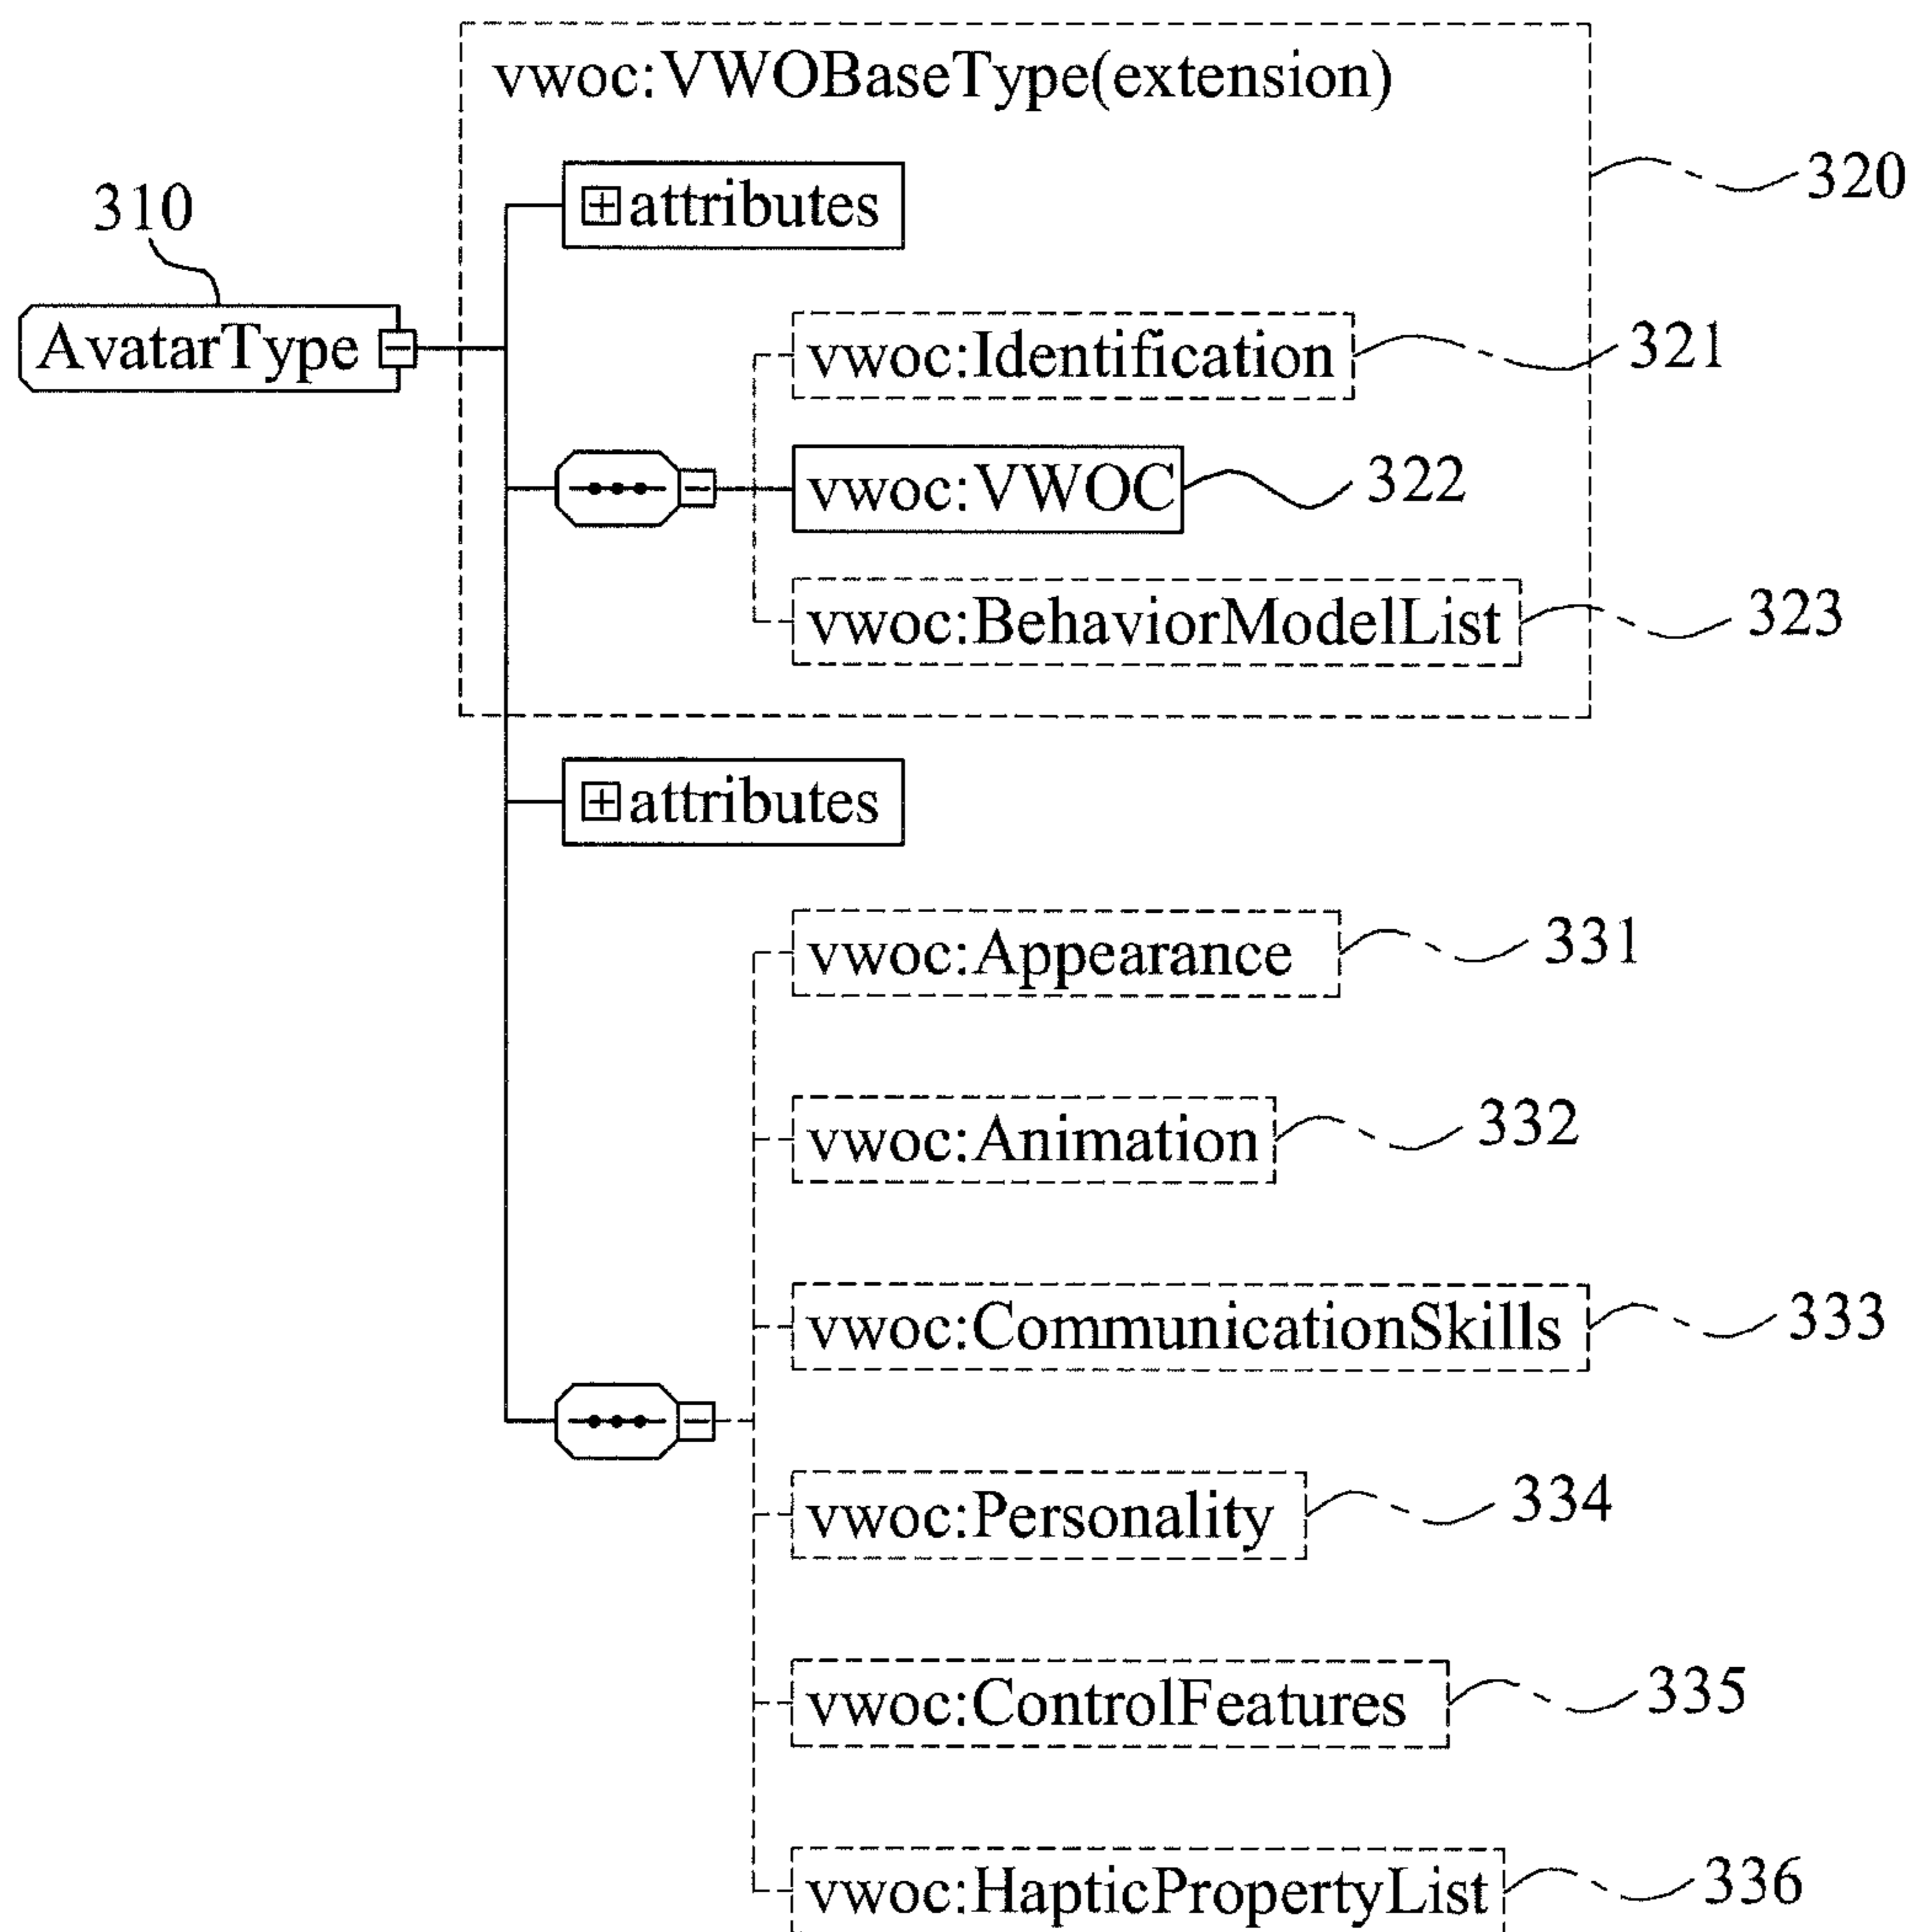 vwoc:VWOBaseType(extension)
attributes
320
310
AvatarType
vwoc:Identification
321
vwoc:VWOC
322
vwoc:BehaviorModelList
323
attributes
vwoc:Appearance
331
vwoc:Animation
332
vwoc:CommunicationSkills
333
vwoc:Personality
334
vwoc:ControlFeatures
335
vwoc:HapticPropertyList
336